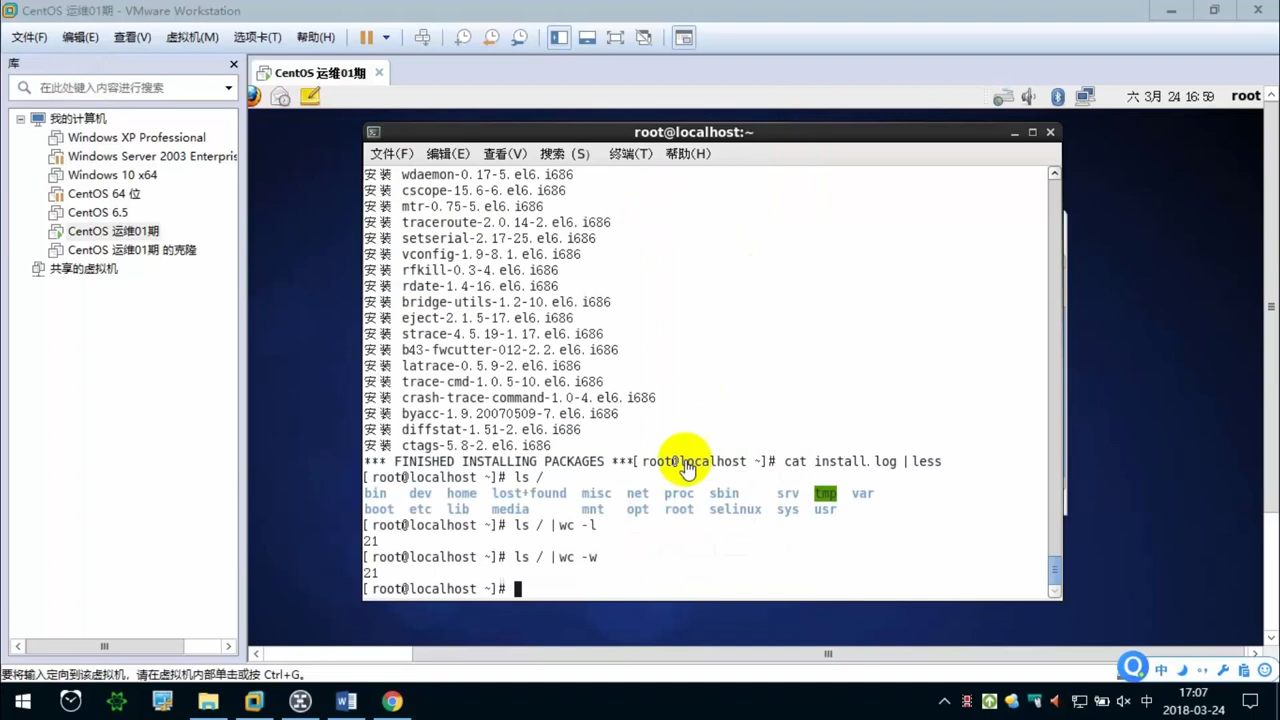 CentOS 运维01期 - VMware Workstation
文件(F) 编辑(E) 查看(V) 虚拟机(M) 选项卡(T) 帮助(H)
库
在此处键入内容进行搜索
我的计算机
Windows XP Professional
Windows Server 2003 Enterpris
Windows 10 x64
CentOS 64 位
CentOS 6.5
CentOS 运维01期
CentOS 运维01期 的克隆
共享的虚拟机
CentOS 运维01期
六 3月 24 16:59 root
root@localhost:~
文件(F) 编辑(E) 查看(V) 搜索 (S) 终端(T) 帮助(H)
安装 wdaemon-0.17-5.el6.i686
安装 cscope-15.6-6.el6.i686
安装 mtr-0.75-5.el6.i686
安装 traceroute-2.0.14-2.el6.i686
安装 setserial-2.17-25.el6.i686
安装 vconfig-1.9-8.1.el6.i686
安装 rfkill-0.3-4.el6.i686
安装 rdate-1.4-16.el6.i686
安装 bridge-utils-1.2-10.el6.i686
安装 eject-2.1.5-17.el6.i686
安装 strace-4.5.19-1.17.el6.i686
安装 b43-fwcutter-012-2.2.el6.i686
安装 latrace-0.5.9-2.el6.i686
安装 trace-cmd-1.0.5-10.el6.i686
安装 crash-trace-command-1.0-4.el6.i686
安装 byacc-1.9.20070509-7.el6.i686
安装 diffstat-1.51-2.el6.i686
安装 ctags-5.8-2.el6.i686
*** FINISHED INSTALLING PACKAGES ***[root@localhost ~]# cat install.log |less
[root@localhost ~]# ls /
bin dev home lost+found misc net proc sbin srv tmp var
boot etc lib media mnt opt root selinux sys usr
[root@localhost ~]# ls / |wc -l
21
[root@localhost ~]# ls / |wc -w
21
[root@localhost ~]#
要将输入定向到该虚拟机，请在虚拟机内部单击或按 Ctrl+G。
中
中 17:07
2018-03-24